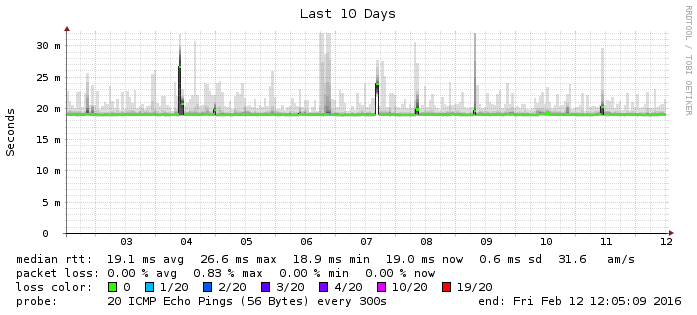 Last 10 Days
RRDTOOL / TOBI OETIKER
Seconds
30 m
25 m
20 m
15 m
10 m
5 m
0
03 04 05 06 07 08 09 10 11 12
median rtt: 19.1 ms avg 26.6 ms max 18.9 ms min 19.0 ms now 0.6 ms sd 31.6 am/s
packet loss: 0.00 % avg 0.83 % max 0.00 % min 0.00 % now
loss color: 0 1/20 2/20 3/20 4/20 10/20 19/20
probe: 20 ICMP Echo Pings (56 Bytes) every 300s end: Fri Feb 12 12:05:09 2016